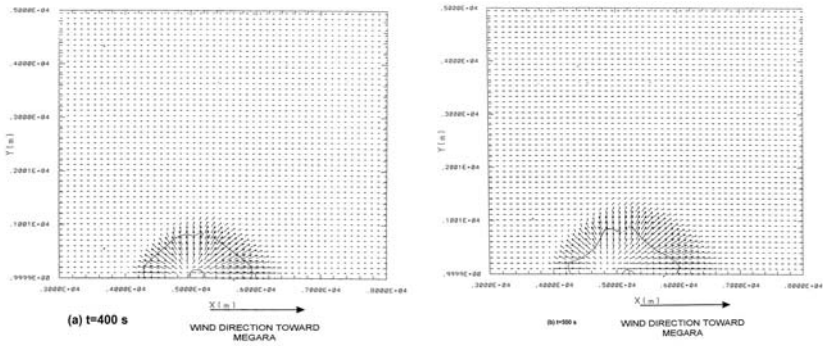 .5000E+04
.4000E+04
.3000E+04
.2001E+04
.1001E+04
.9999E+00
Y(m)
.3000E+04 .4000E+04 .5000E+04 .6000E+04 .7000E+04 .8000E+04
X(m)
(a) t=400 s
WIND DIRECTION TOWARD
MEGARA
.5000E+04
.4000E+04
.3000E+04
.2001E+04
.1001E+04
.9999E+00
Y(m)
.3000E+04 .4000E+04 .5000E+04 .6000E+04 .7000E+04 .8000E+04
X(m)
(b) t=500 s
WIND DIRECTION TOWARD
MEGARA